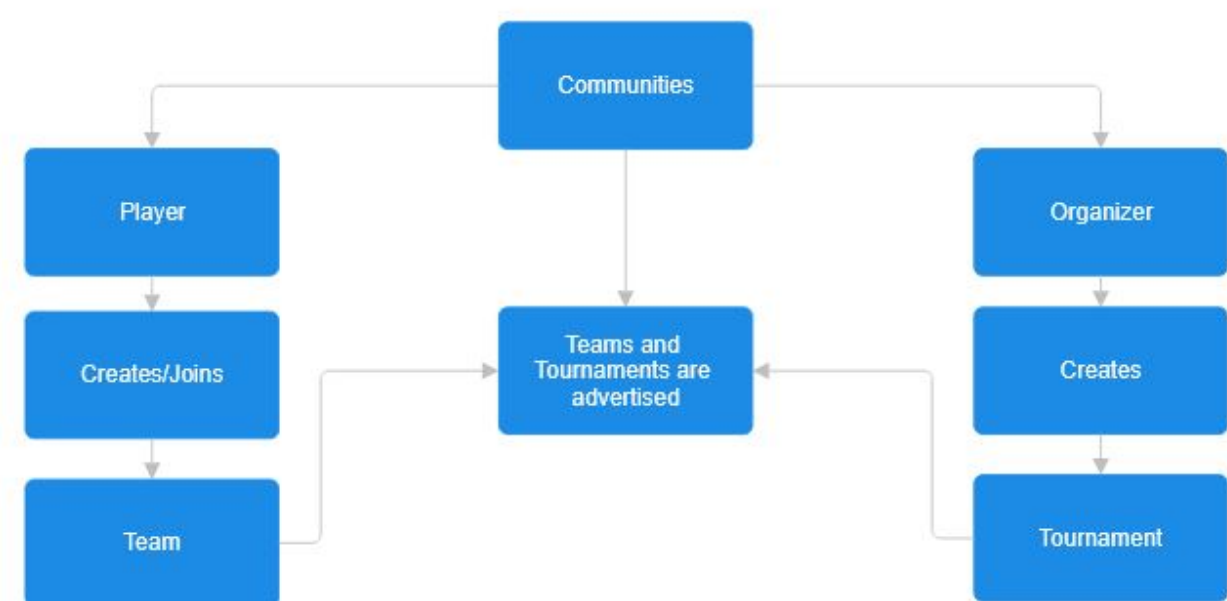 Communities
Player
Organizer
Creates/Joins
Teams and
Tournaments are
advertised
Creates
Team
Tournament